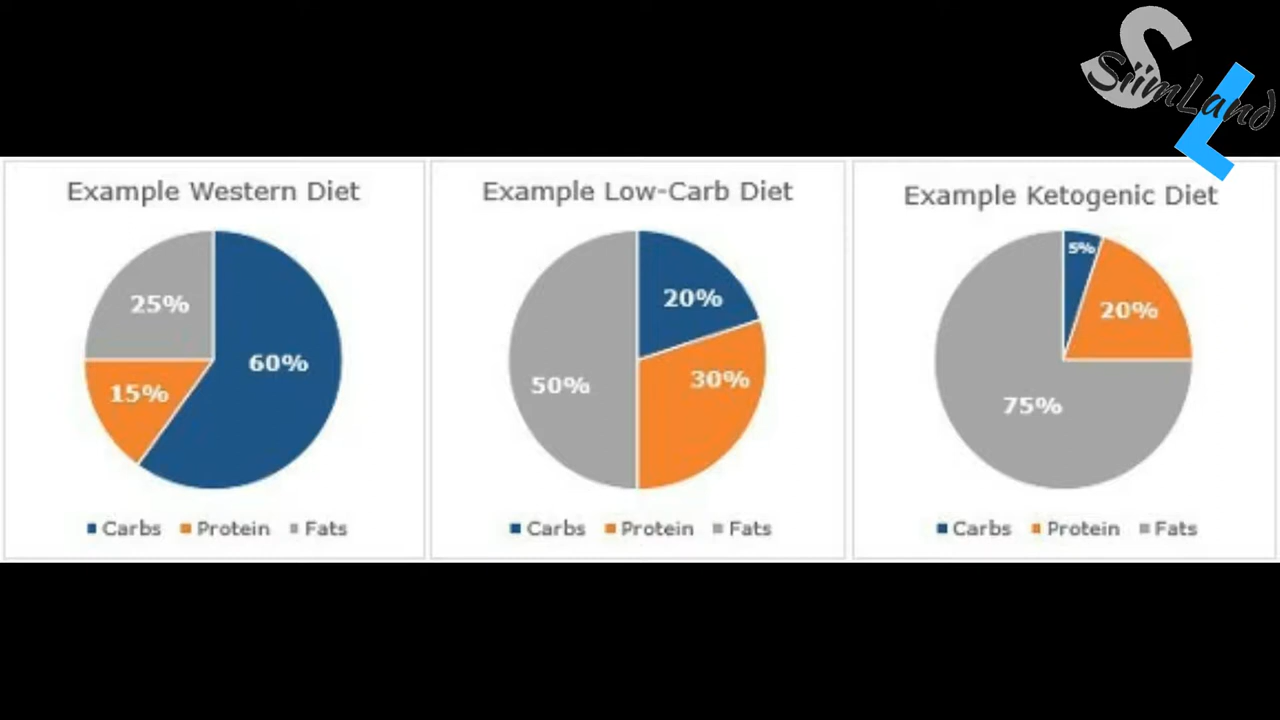 SiimLand
Example Western Diet
25%
60%
15%
Carbs Protein Fats
Example Low-Carb Diet
20%
50%
30%
Carbs Protein Fats
Example Ketogenic Diet
5%
20%
75%
Carbs Protein Fats